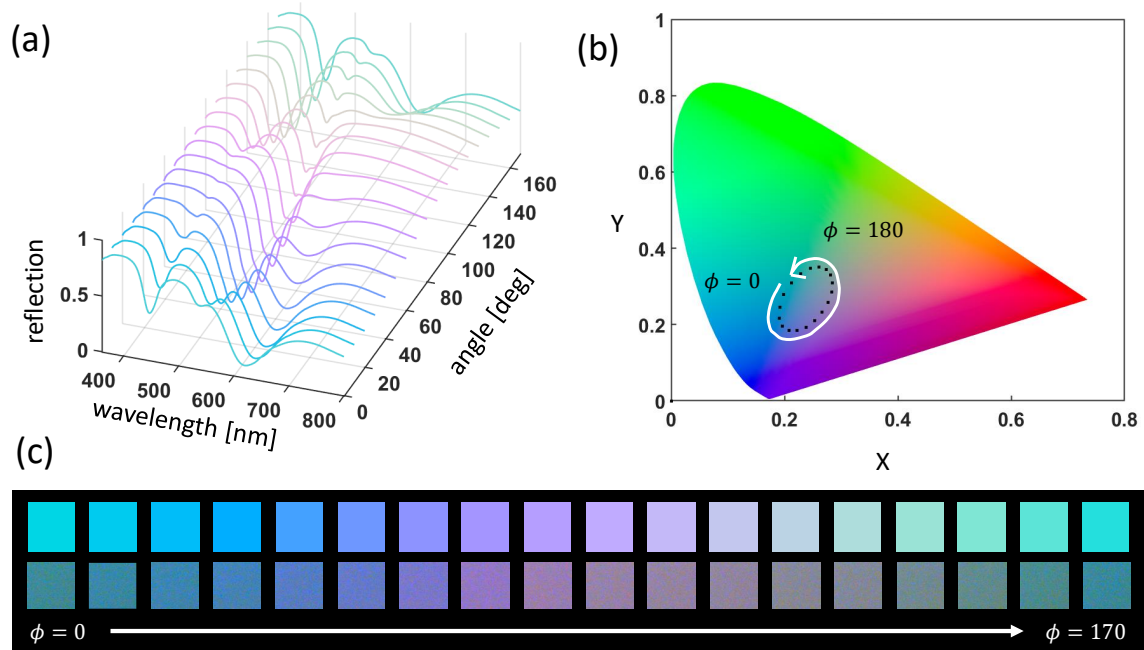 (a)
reflection
1
0.5
0
400
500
600
700
800
wavelength [nm]
0
20
40
60
80
100
120
140
160
angle [deg]
(b)
Y
1
0.8
0.6
0.4
0.2
0
0
0.2
0.4
0.6
0.8
X
ϕ = 180
ϕ = 0
(c)
ϕ = 0
ϕ = 170